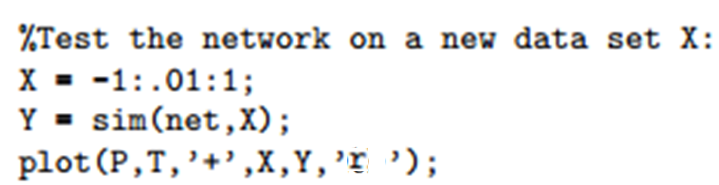 %Test the network on a new data set X:
X = -1:.01:1;
Y = sim(net,X);
plot(P,T,’+’,X,Y,’r ’);